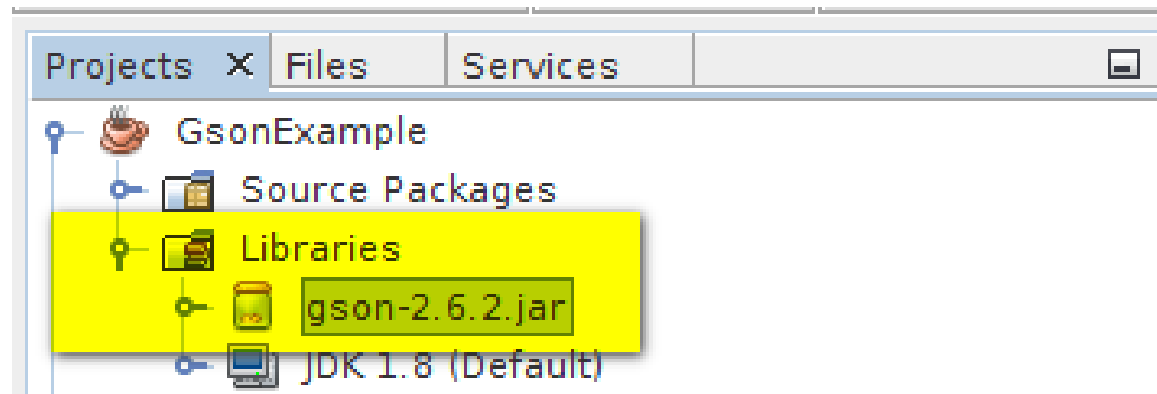 Projects X Files Services
GsonExample
Source Packages
Libraries
gson-2.6.2.jar
JDK 1.8 (Default)